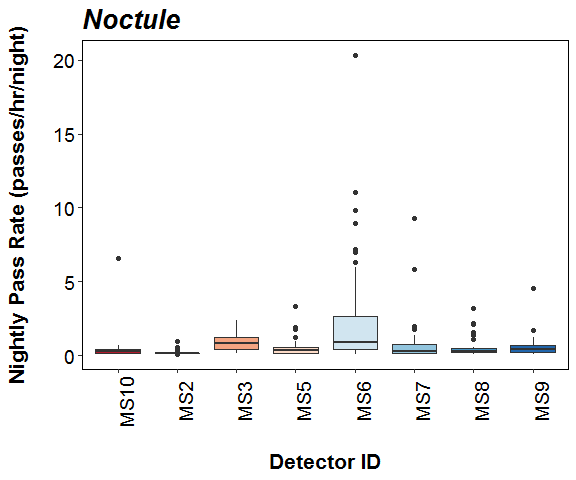 Noctule
Nightly Pass Rate (passes/hr/night)
20
15
10
5
0
MS10
MS2
MS3
MS5
MS6
MS7
MS8
MS9
Detector ID